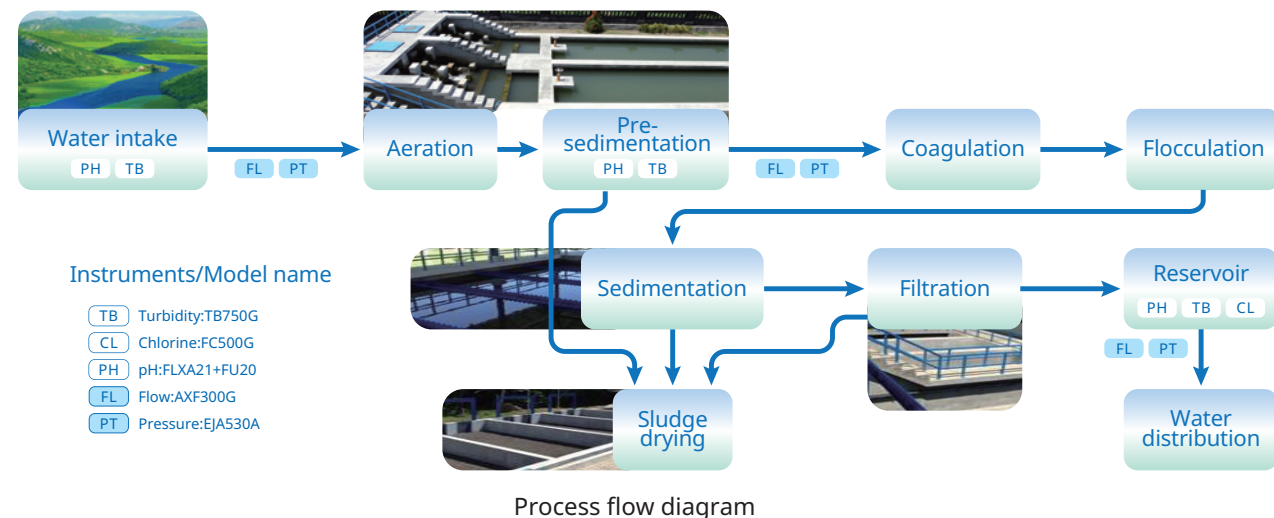 Water intake
PH TB
FL PT
Aeration
Pre-
sedimentation
PH TB
FL PT
Coagulation
Flocculation
Instruments/Model name
TB Turbidity:TB750G
CL Chlorine:FC500G
PH pH:FLXA21+FU20
FL Flow:AXF300G
PT Pressure:EJA530A
Sedimentation
Filtration
Reservoir
PH TB CL
FL PT
Sludge
drying
Water
distribution
Process flow diagram